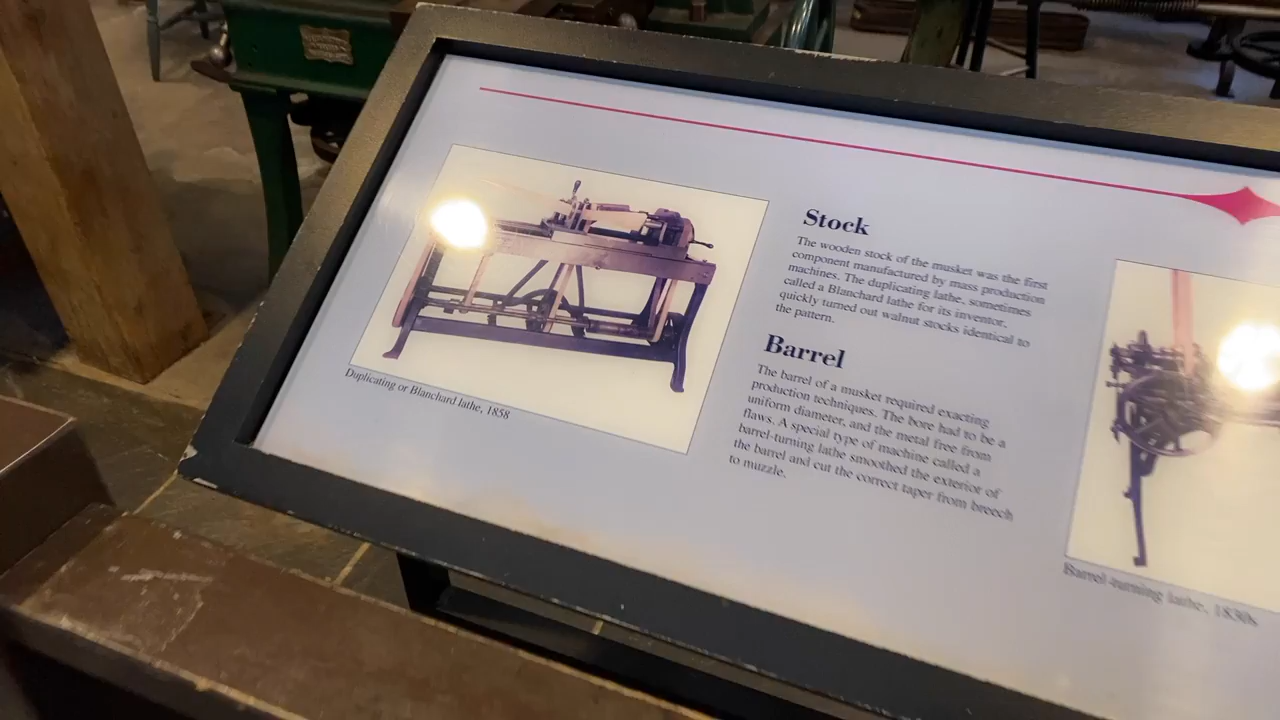 Stock
The wooden stock of the musket was the first
component manufactured by mass production
machines. The duplicating lathe, sometimes
called a Blanchard lathe for its inventor,
quickly turned out walnut stocks identical to
the pattern.
Barrel
The barrel of a musket required exacting
production techniques. The bore had to be a
uniform diameter, and the metal free from
flaws. A special type of machine called a
barrel-turning lathe smoothed the exterior of
the barrel and cut the correct taper from breech
to muzzle.
Duplicating or Blanchard lathe, 1858
Barrel-turning lathe, 1830s